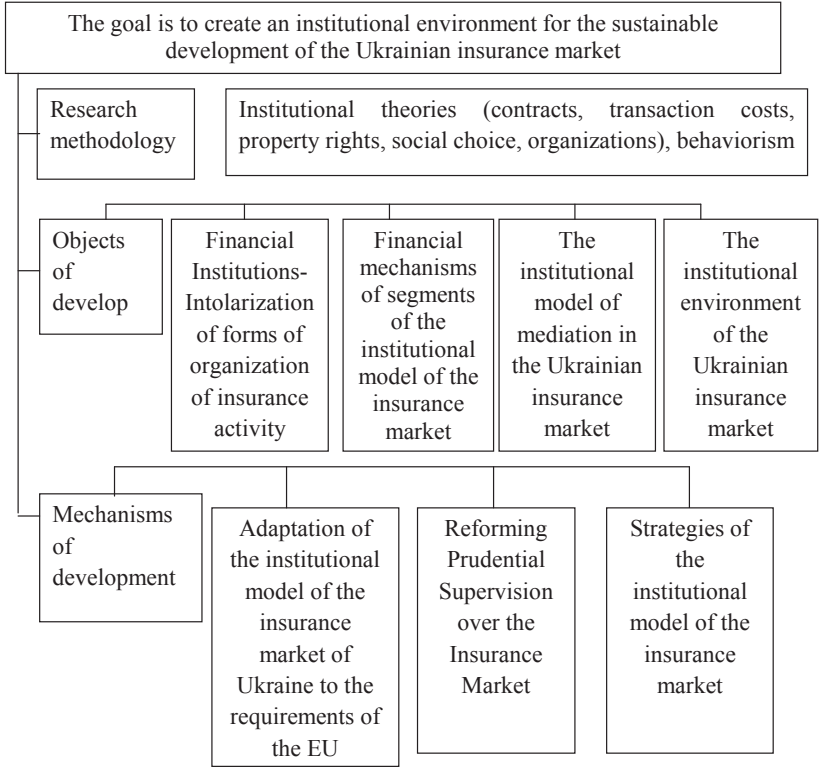 The goal is to create an institutional environment for the sustainable
development of the Ukrainian insurance market
Research
methodology
Institutional theories (contracts, transaction costs,
property rights, social choice, organizations), behaviorism
Objects
of
develop
Financial
Institutions-
Intolarization
of forms of
organization
of insurance
activity
Financial
mechanisms
of segments
of the
institutional
model of the
insurance
market
The
institutional
model of
mediation in
the Ukrainian
insurance
market
The
institutional
environment
of the
Ukrainian
insurance
market
Mechanisms
of
development
Adaptation of
the institutional
model of the
insurance
market of
Ukraine to the
requirements of
the EU
Reforming
Prudential
Supervision
over the
Insurance
Market
Strategies of
the
institutional
model of the
insurance
market